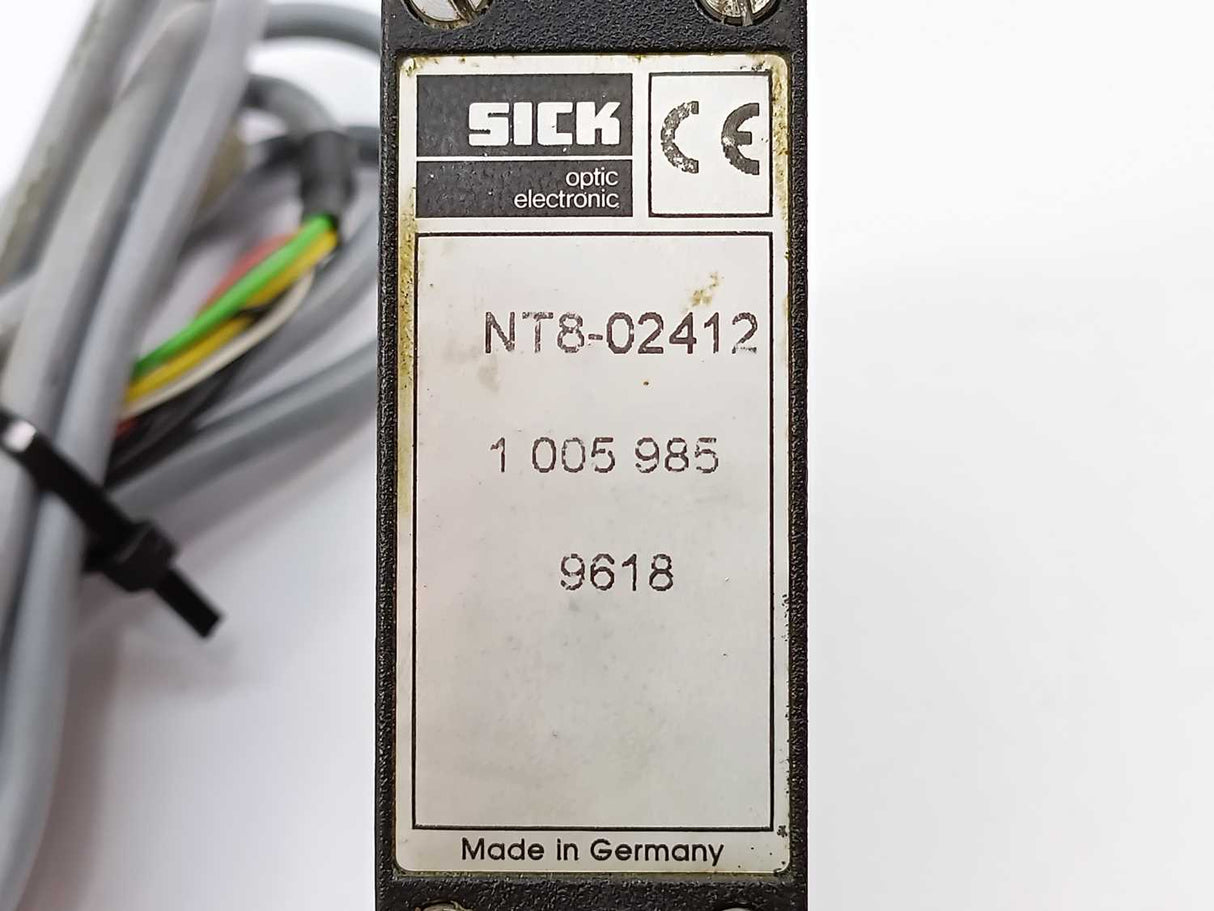 SICK
optic
electronic
CE
NT8-02412
1 005 985
9618
Made in Germany